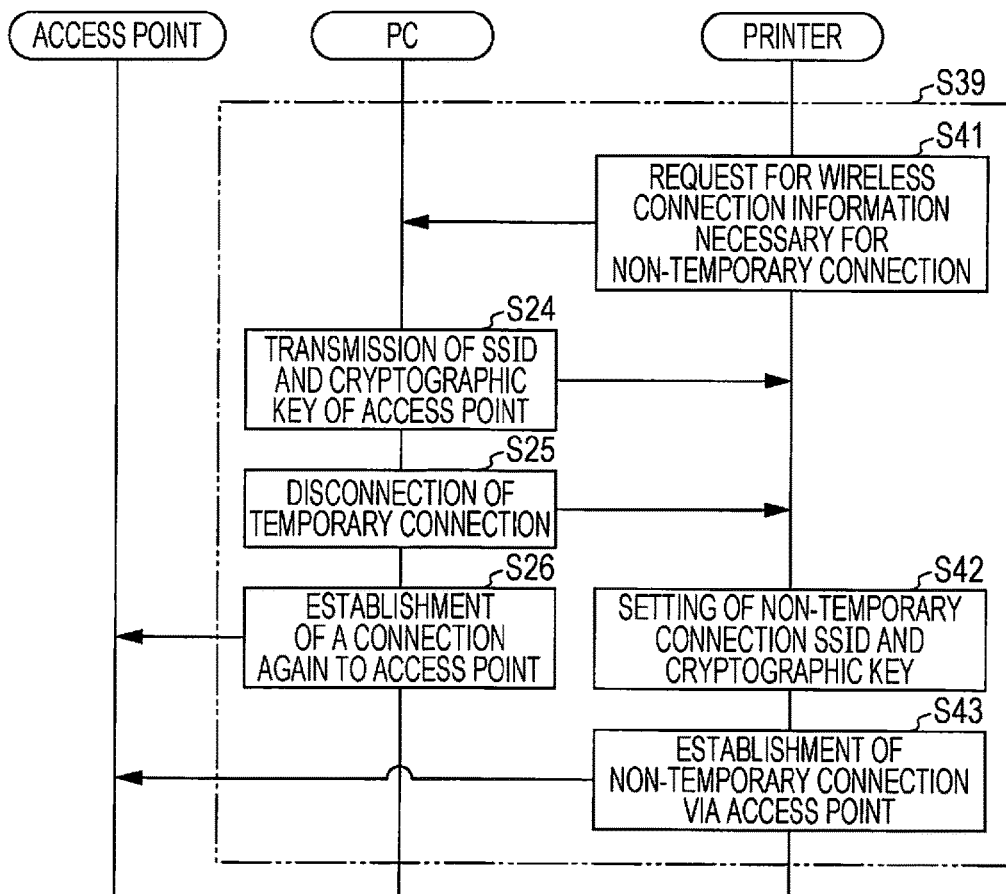 ACCESS POINT
PC
PRINTER
S39
S41
REQUEST FOR WIRELESS
CONNECTION INFORMATION
NECESSARY FOR
NON-TEMPORARY CONNECTION
S24
TRANSMISSION OF SSID
AND CRYPTOGRAPHIC
KEY OF ACCESS POINT
S25
DISCONNECTION OF
TEMPORARY CONNECTION
S26
ESTABLISHMENT
OF A CONNECTION
AGAIN TO ACCESS POINT
S42
SETTING OF NON-TEMPORARY
CONNECTION SSID AND
CRYPTOGRAPHIC KEY
S43
ESTABLISHMENT OF
NON-TEMPORARY CONNECTION
VIA ACCESS POINT